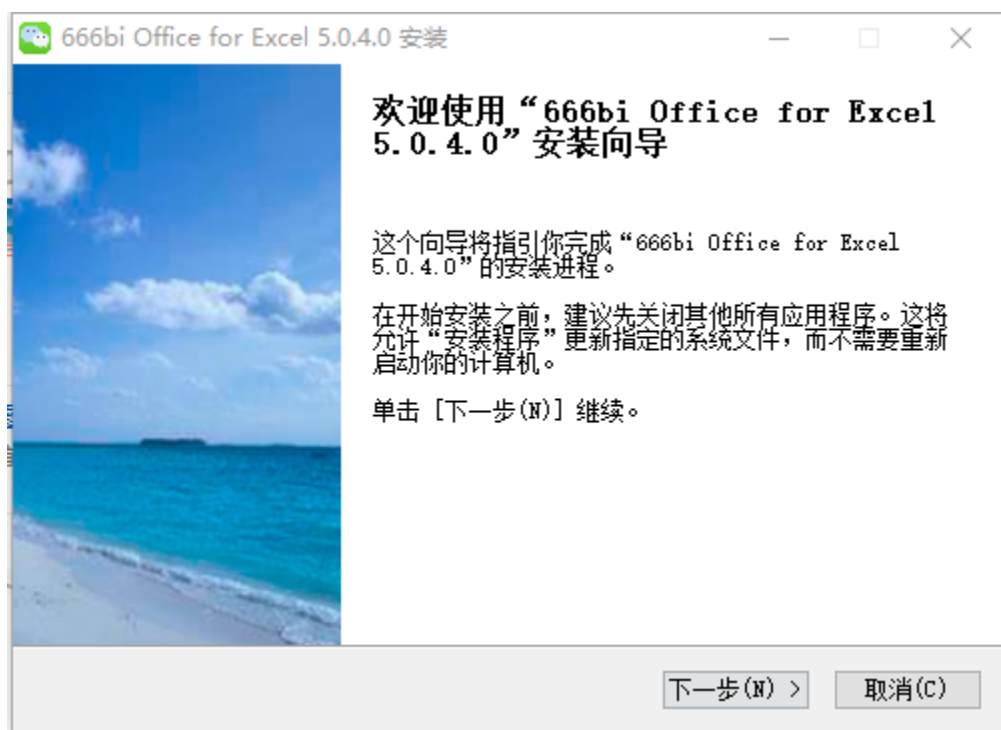 666bi Office for Excel 5.0.4.0 安装
欢迎使用“666bi Office for Excel
5.0.4.0”安装向导
这个向导将指引你完成“666bi Office for Excel
5.0.4.0”的安装进程。
在开始安装之前，建议先关闭其他所有应用程序。这将
允许“安装程序”更新指定的系统文件，而不需要重新
启动你的计算机。
单击 [下一步(N)] 继续。
下一步(N) >
取消(C)